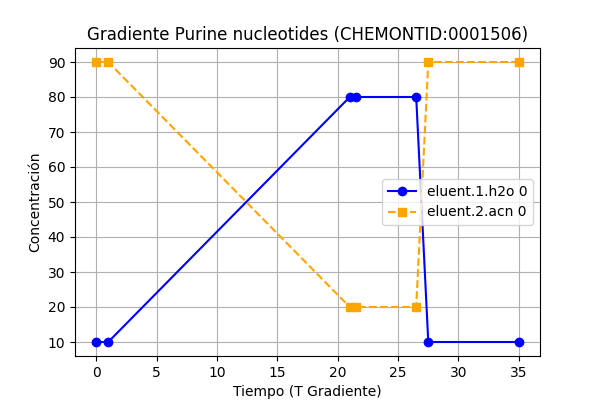 Gradiente Purine nucleotides (CHEMONTID:0001506)
90
80
70
60
50
40
30
20
10
Concentración
eluent.1.h2o 0
eluent.2.acn 0
0 5 10 15 20 25 30 35
Tiempo (T Gradiente)